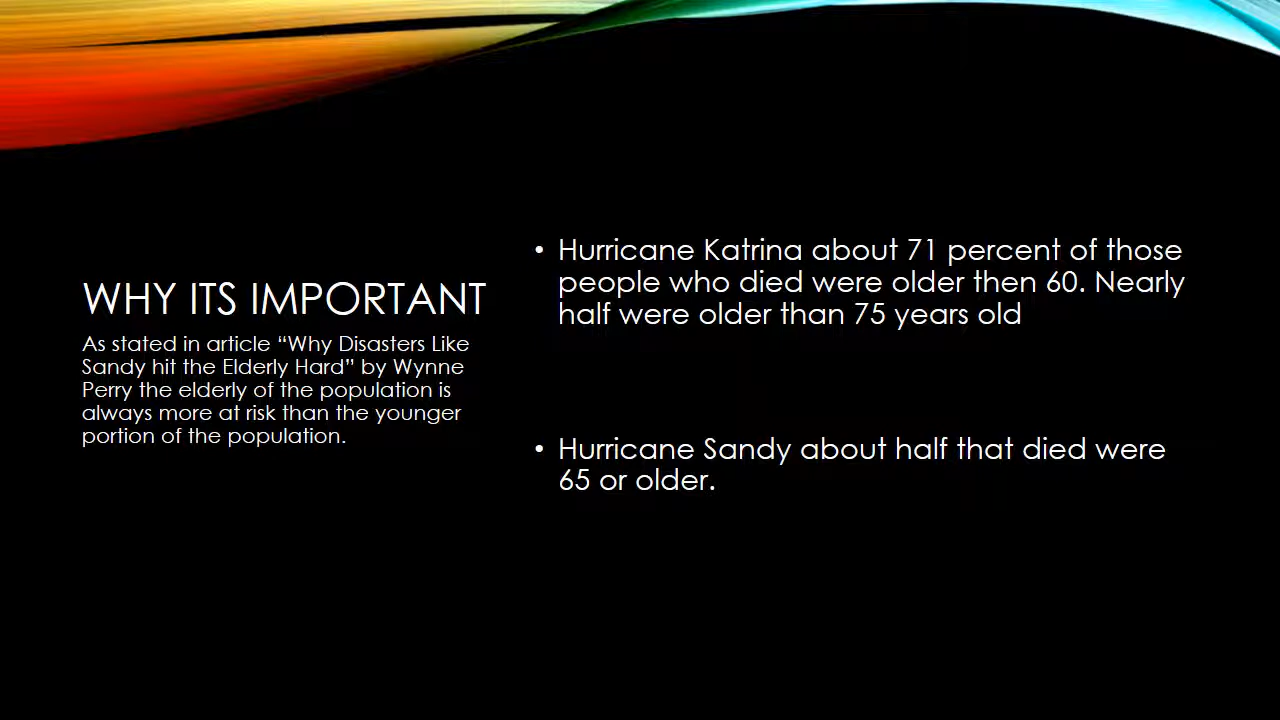 WHY ITS IMPORTANT
As stated in article “Why Disasters Like
Sandy hit the Elderly Hard” by Wynne
Perry the elderly of the population is
always more at risk than the younger
portion of the population.
• Hurricane Katrina about 71 percent of those
people who died were older then 60. Nearly
half were older than 75 years old
• Hurricane Sandy about half that died were
65 or older.